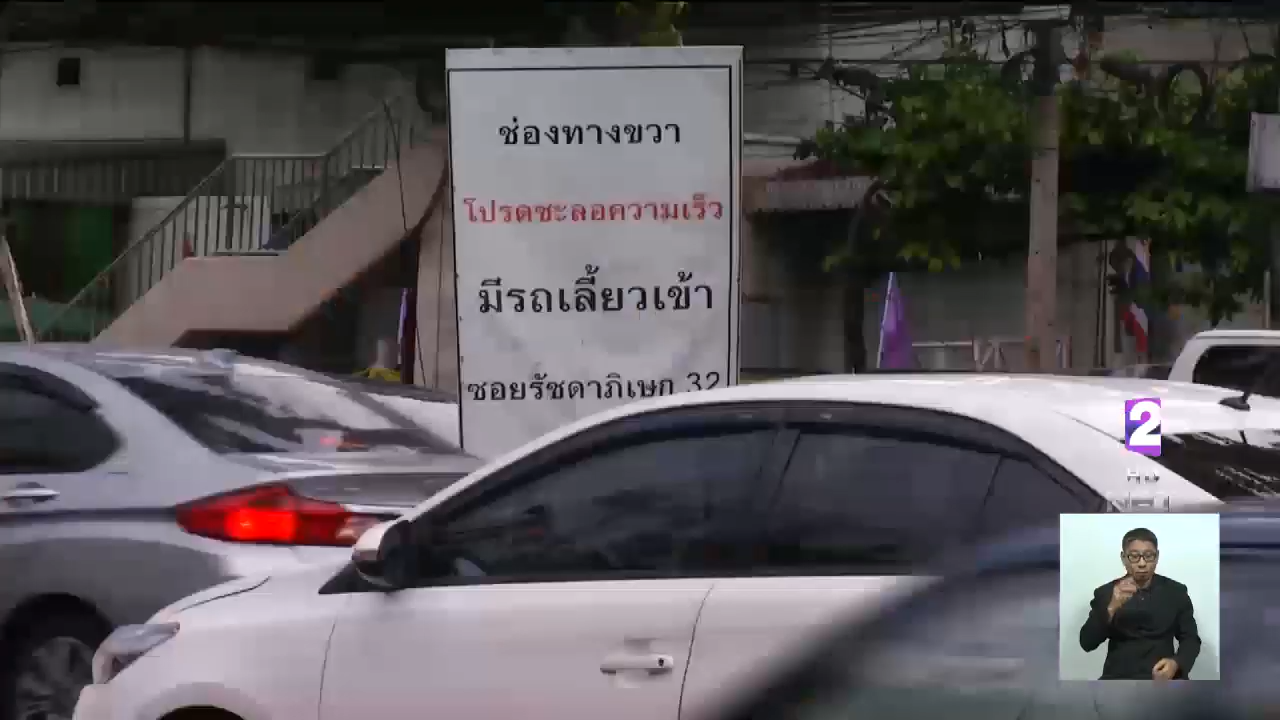 ช่องทางขวา
โปรดชะลอความเร็ว
มีรถเลี้ยวเข้า
ซอยรัชดาภิเษก 32
2
HD